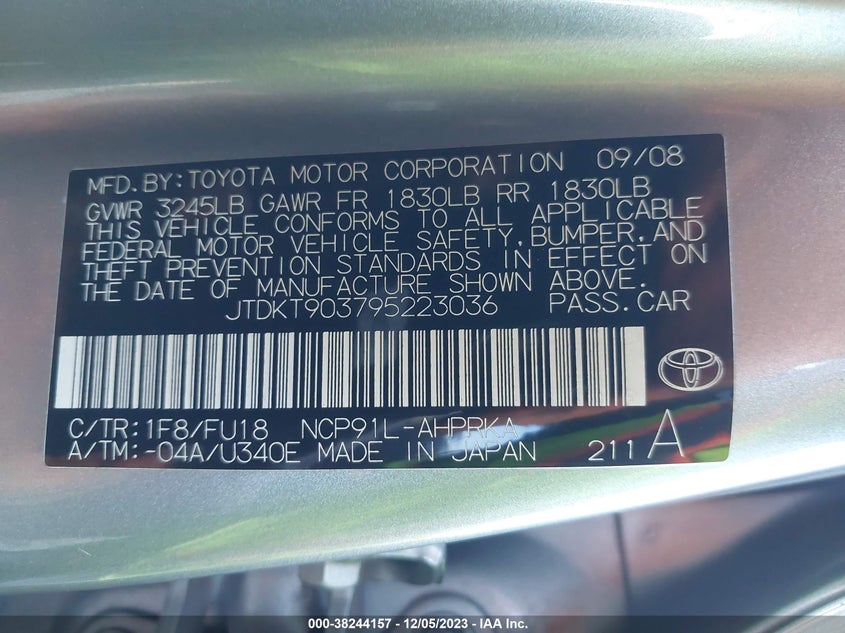 MFD.BY:TOYOTA MOTOR CORPORATION 09/08
GVWR 3245LB GAWR FR 1830LB RR 1830LB
THIS VEHICLE CONFORMS TO ALL APPLICABLE
FEDERAL MOTOR VEHICLE SAFETY,BUMPER,AND
THEFT PREVENTION STANDARDS IN EFFECT ON
THE DATE OF MANUFACTURE SHOWN ABOVE.
JTDKT903795223036 PASS.CAR
C/TR:1F8/FU18 NCP91L-AHPRKA
A/TM:-04A/U340E MADE IN JAPAN 211A
000-38244157 - 12/05/2023 - IAA Inc.